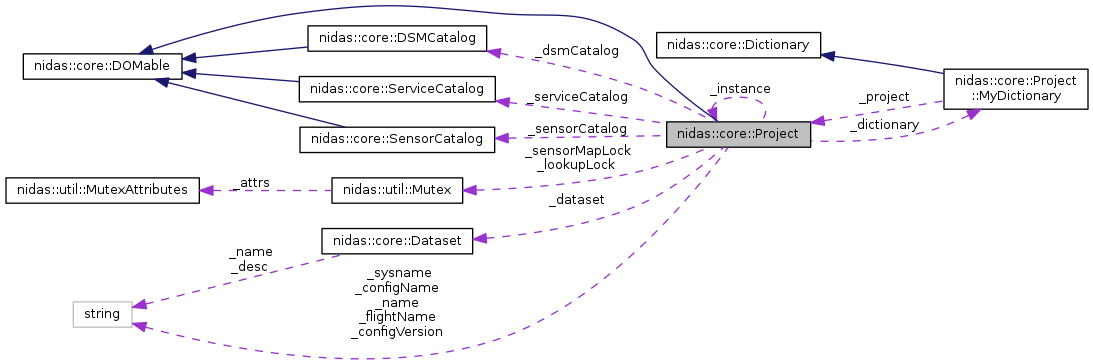 nidas::core::DOMable
nidas::core::DSMCatalog
_dsmCatalog
nidas::core::ServiceCatalog
_serviceCatalog
nidas::core::SensorCatalog
_sensorCatalog
_sensorMapLock
_lookupLock
nidas::util::MutexAttributes
_attrs
nidas::util::Mutex
_dataset
nidas::core::Dataset
_name
_desc
string
_sysname
_configName
_name
_flightName
_configVersion
_instance
nidas::core::Project
nidas::core::Dictionary
_project
_dictionary
nidas::core::Project
::MyDictionary